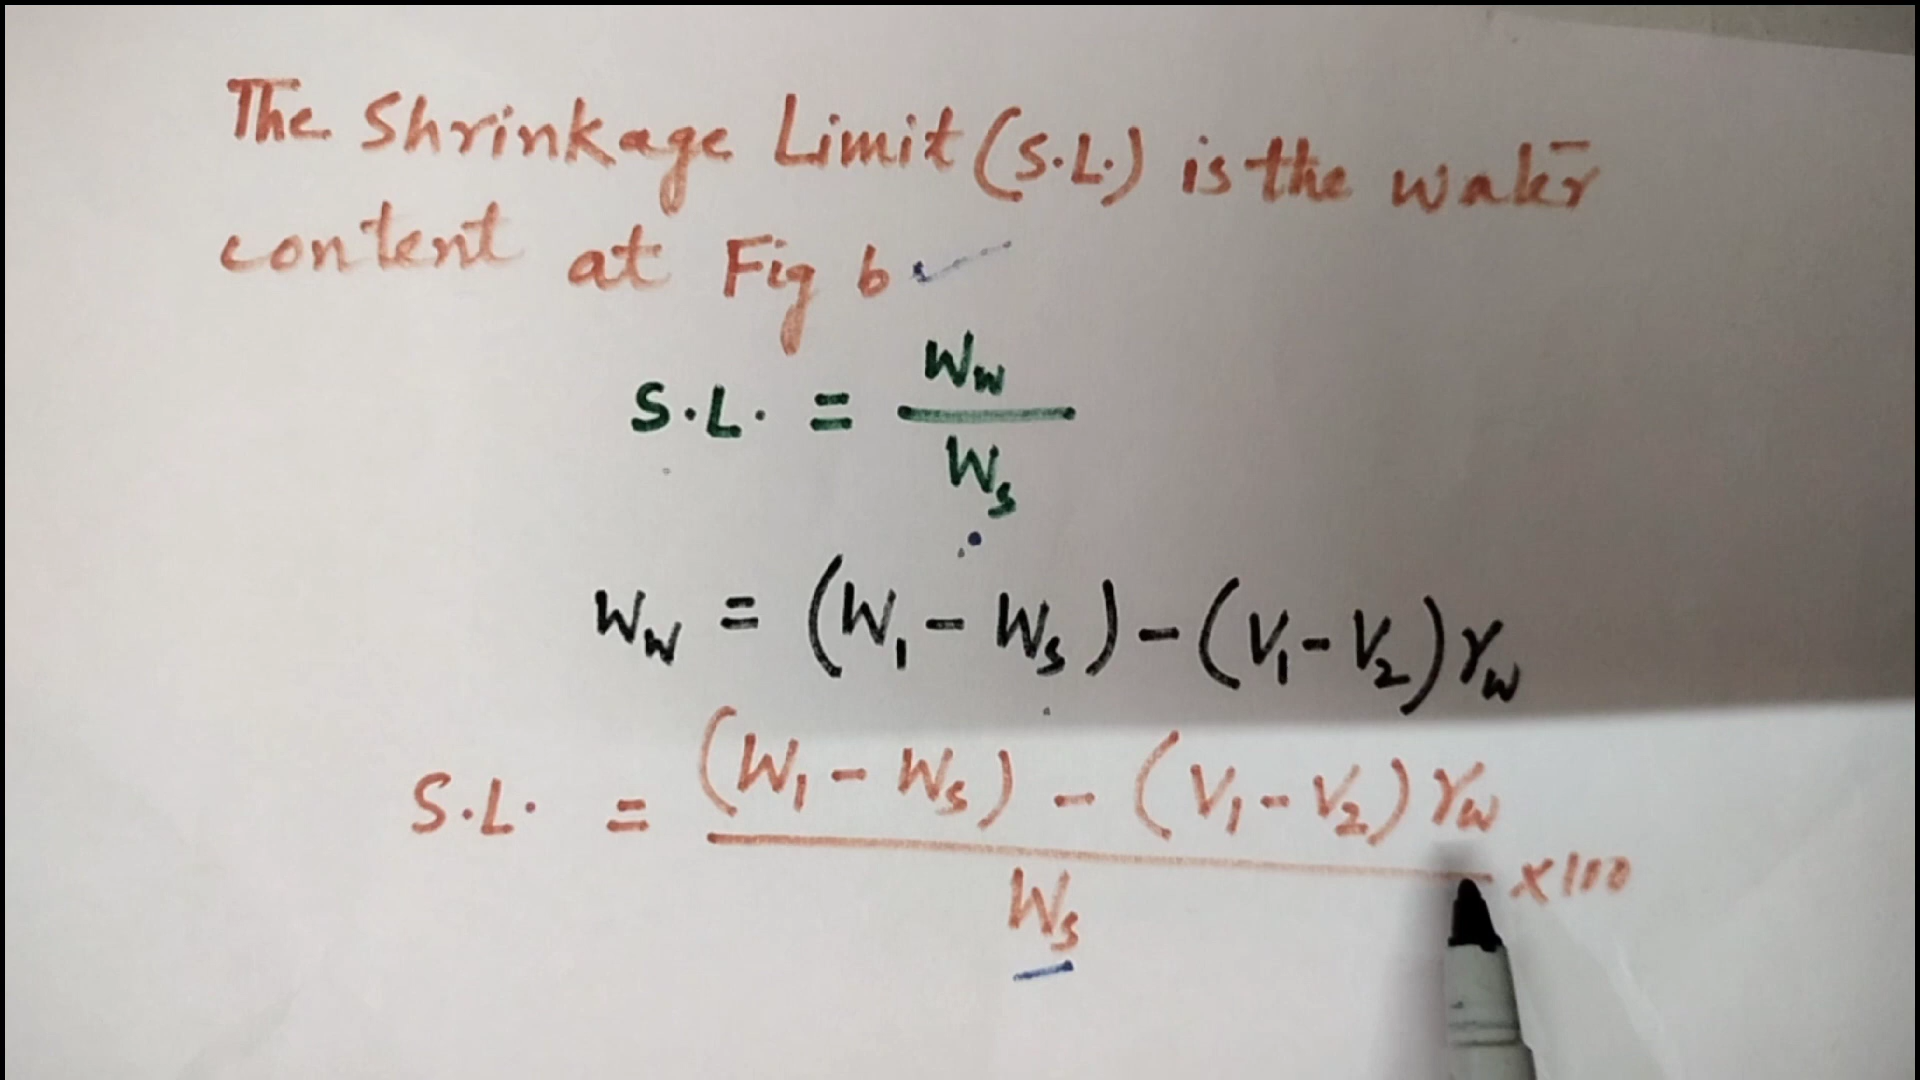 The Shrinkage Limit (S.L.) is the water
content at Fig b
S.L. = Ww / Ws
Ww = (W1 - Ws) - (V1 - V2) γw
S.L. = (W1 - Ws) - (V1 - V2) γw / Ws × 100